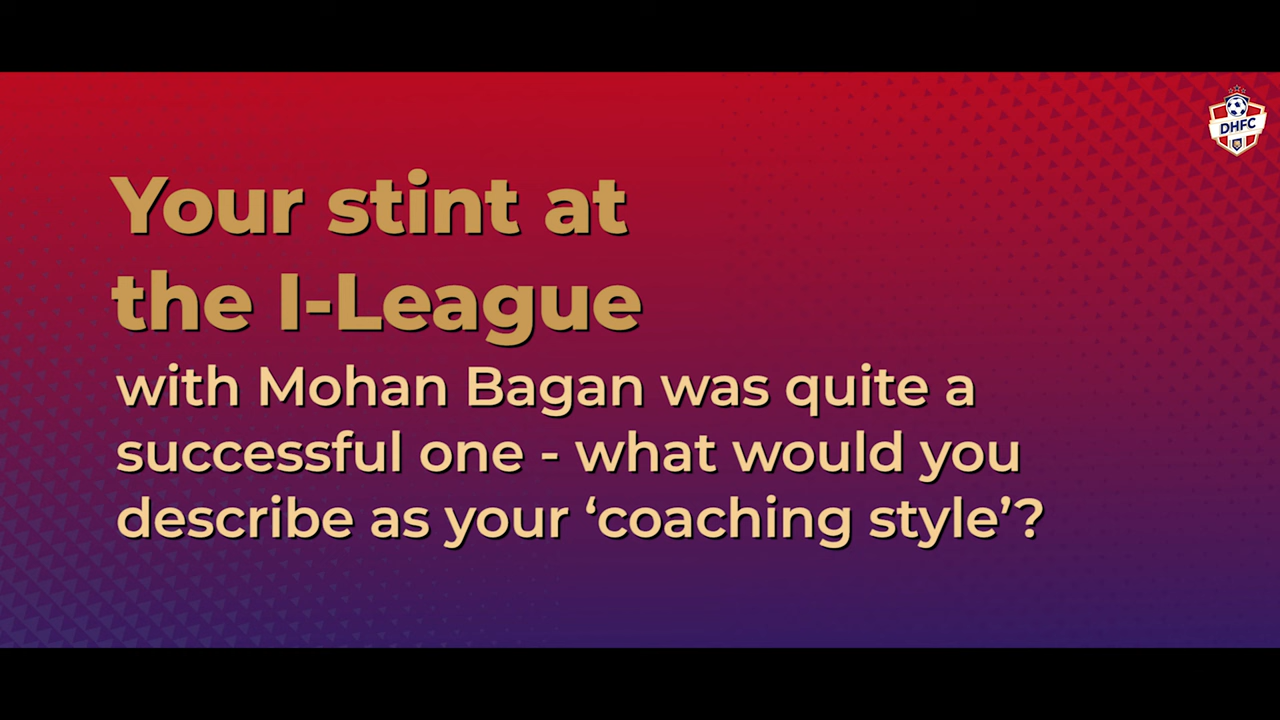 DHFC
Your stint at
the I-League
with Mohan Bagan was quite a
successful one - what would you
describe as your ‘coaching style’?